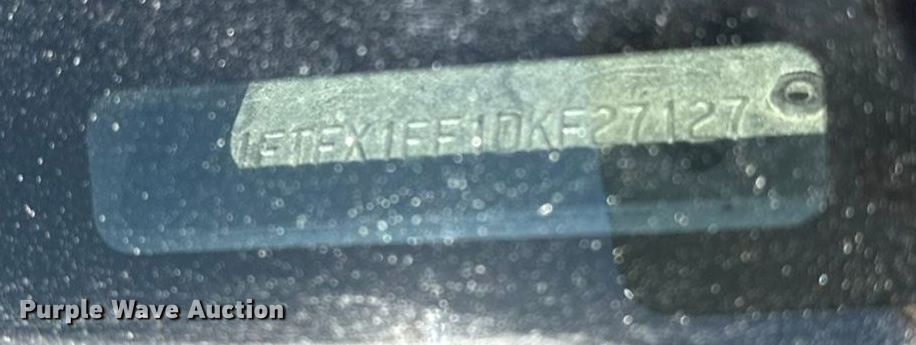 1FTFX1EF1DKF27127
Purple Wave Auction